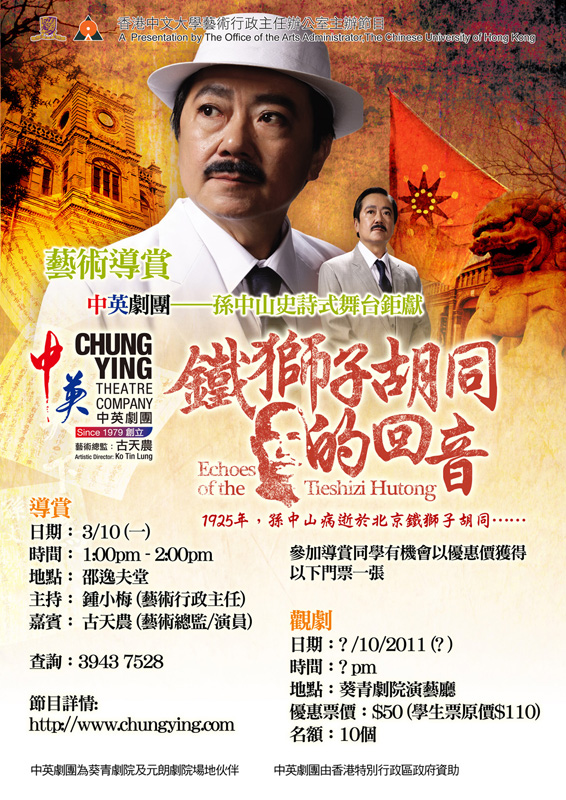 香港中文大學藝術行政主任辦公室主辦節目
A Presentation by The Office of the Arts Administrator, The Chinese University of Hong Kong
藝術導賞
中英劇團——孫中山史詩式舞台鉅獻
中英
CHUNG
YING
THEATRE
COMPANY
中英劇團
Since 1979 創立
藝術總監：古天農
Artistic Director: Ko Tin Lung
鐵獅子胡同
的回音
Echoes
of the Tieshizi Hutong
1925年，孫中山病逝於北京鐵獅子胡同⋯⋯
導賞
日期： 3/10 (一)
時間： 1:00pm - 2:00pm
地點： 邵逸夫堂
主持： 鍾小梅 (藝術行政主任)
嘉賓： 古天農 (藝術總監/演員)
查詢：3943 7528
節目詳情:
http://www.chungying.com
參加導賞同學有機會以優惠價獲得
以下門票一張
觀劇
日期：? /10/2011 (? )
時間：? pm
地點：葵青劇院演藝廳
優惠票價：$50 (學生票原價$110)
名額：10個
中英劇團為葵青劇院及元朗劇院場地伙伴
中英劇團由香港特別行政區政府資助